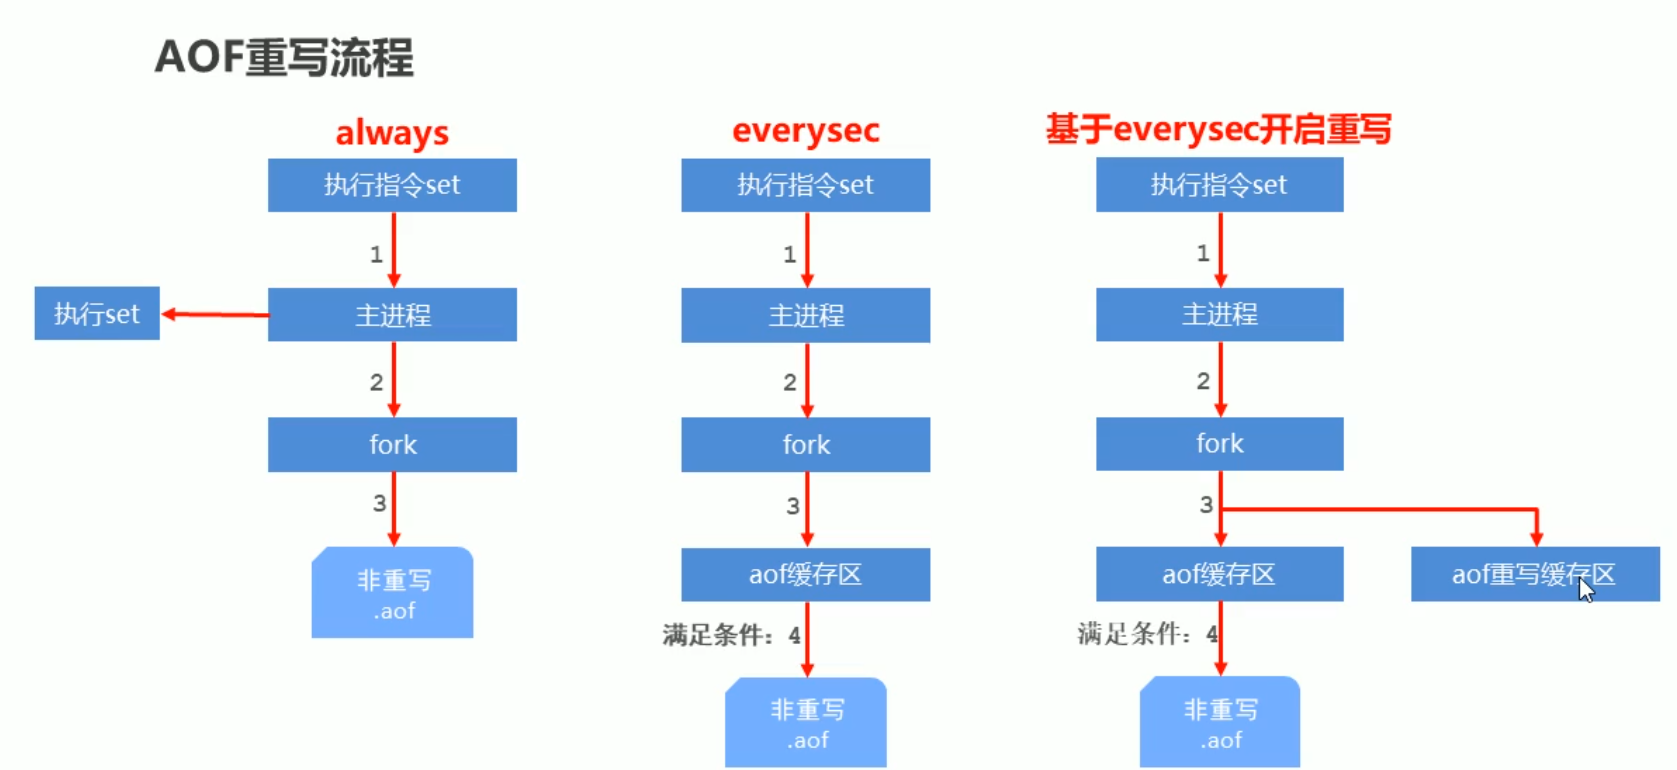 AOF重写流程
always
执行指令set
1
执行set
主进程
2
fork
3
非重写
.aof
everysec
执行指令set
1
主进程
2
fork
3
aof缓存区
满足条件：4
非重写
.aof
基于everysec开启重写
执行指令set
1
主进程
2
fork
3
aof缓存区
aof重写缓存区
满足条件：4
非重写
.aof